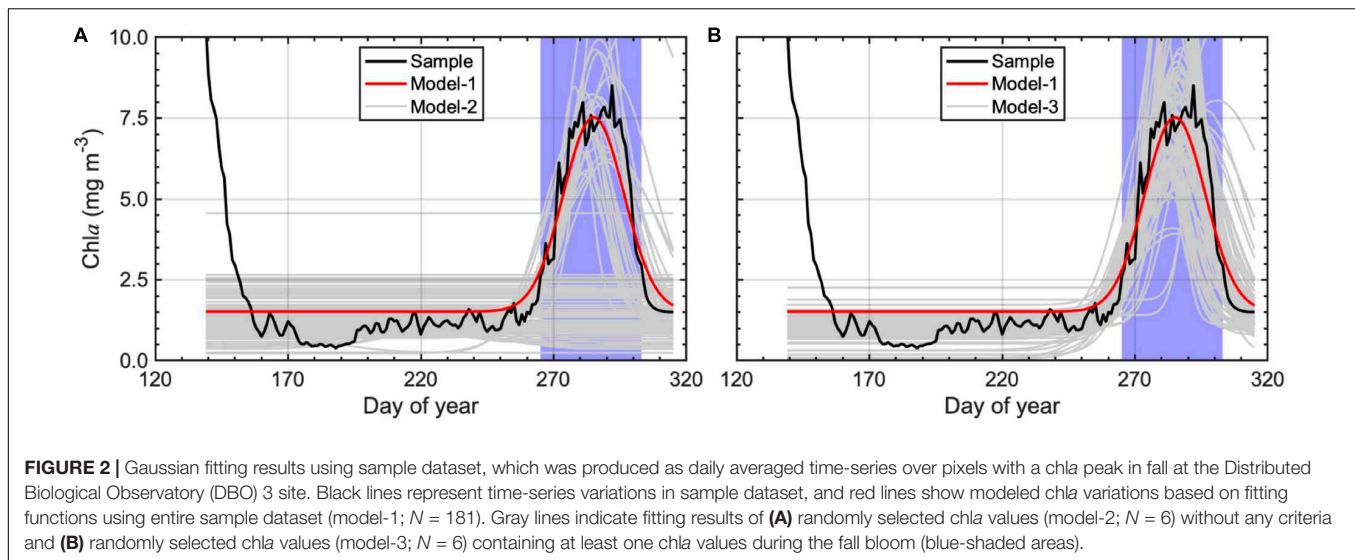 A
B
10.0
7.5
5.0
2.5
0.0
Chla (mg m-3)
Sample
Model-1
Model-2
Sample
Model-1
Model-3
120
170
220
270
320
120
170
220
270
320
Day of year
Day of year
FIGURE 2 | Gaussian fitting results using sample dataset, which was produced as daily averaged time-series over pixels with a chla peak in fall at the Distributed
Biological Observatory (DBO) 3 site. Black lines represent time-series variations in sample dataset, and red lines show modeled chla variations based on fitting
functions using entire sample dataset (model-1; N = 181). Gray lines indicate fitting results of (A) randomly selected chla values (model-2; N = 6) without any criteria
and (B) randomly selected chla values (model-3; N = 6) containing at least one chla values during the fall bloom (blue-shaded areas).